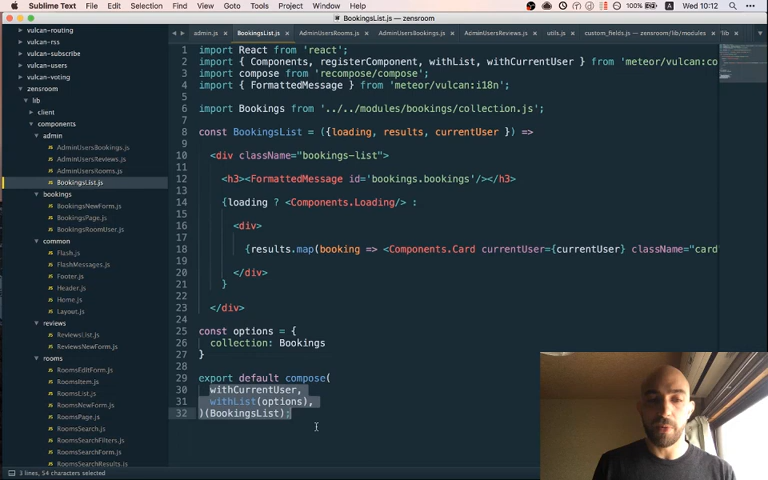 Sublime Text File Edit Selection Find View Goto Tools Project Window Help 100% Wed 10:12
BookingsList.js — zensroom
admin.js BookingsList.js AdminUsersRooms.js AdminUsersBookings.js AdminUsersReviews.js utils.js custom_fields.js — zensroom/lib/modules lib
vulcan-routing
vulcan-rss
vulcan-subscribe
vulcan-users
vulcan-voting
zensroom
lib
client
components
admin
AdminUsersBookings.js
AdminUsersReviews.js
AdminUsersRooms.js
BookingsList.js
bookings
BookingsNewForm.js
BookingsPage.js
BookingsRoomUser.js
common
Flash.js
FlashMessages.js
Footer.js
Header.js
Home.js
Layout.js
reviews
ReviewsList.js
ReviewsNewForm.js
rooms
RoomsEditForm.js
RoomsItem.js
RoomsList.js
RoomsNewForm.js
RoomsPage.js
RoomsSearch.js
RoomsSearchFilters.js
RoomsSearchForm.js
RoomsSearchResults.js
1 import React from 'react';
2 import { Components, registerComponent, withList, withCurrentUser } from 'meteor/vulcan:co
3 import compose from 'recompose/compose';
4 import { FormattedMessage } from 'meteor/vulcan:i18n';
5
6 import Bookings from '../../modules/bookings/collection.js';
7
8 const BookingsList = ({loading, results, currentUser }) =>
9
10 <div className="bookings-list">
11
12 <h3><FormattedMessage id='bookings.bookings'/></h3>
13
14 {loading ? <Components.Loading/> :
15
16 <div>
17
18 {results.map(booking => <Components.Card currentUser={currentUser} className="card"
19
20 </div>
21 }
22
23 </div>
24
25 const options = {
26 collection: Bookings
27 }
28
29 export default compose(
30 withCurrentUser,
31 withList(options),
32 )(BookingsList);
3 lines, 54 characters selected